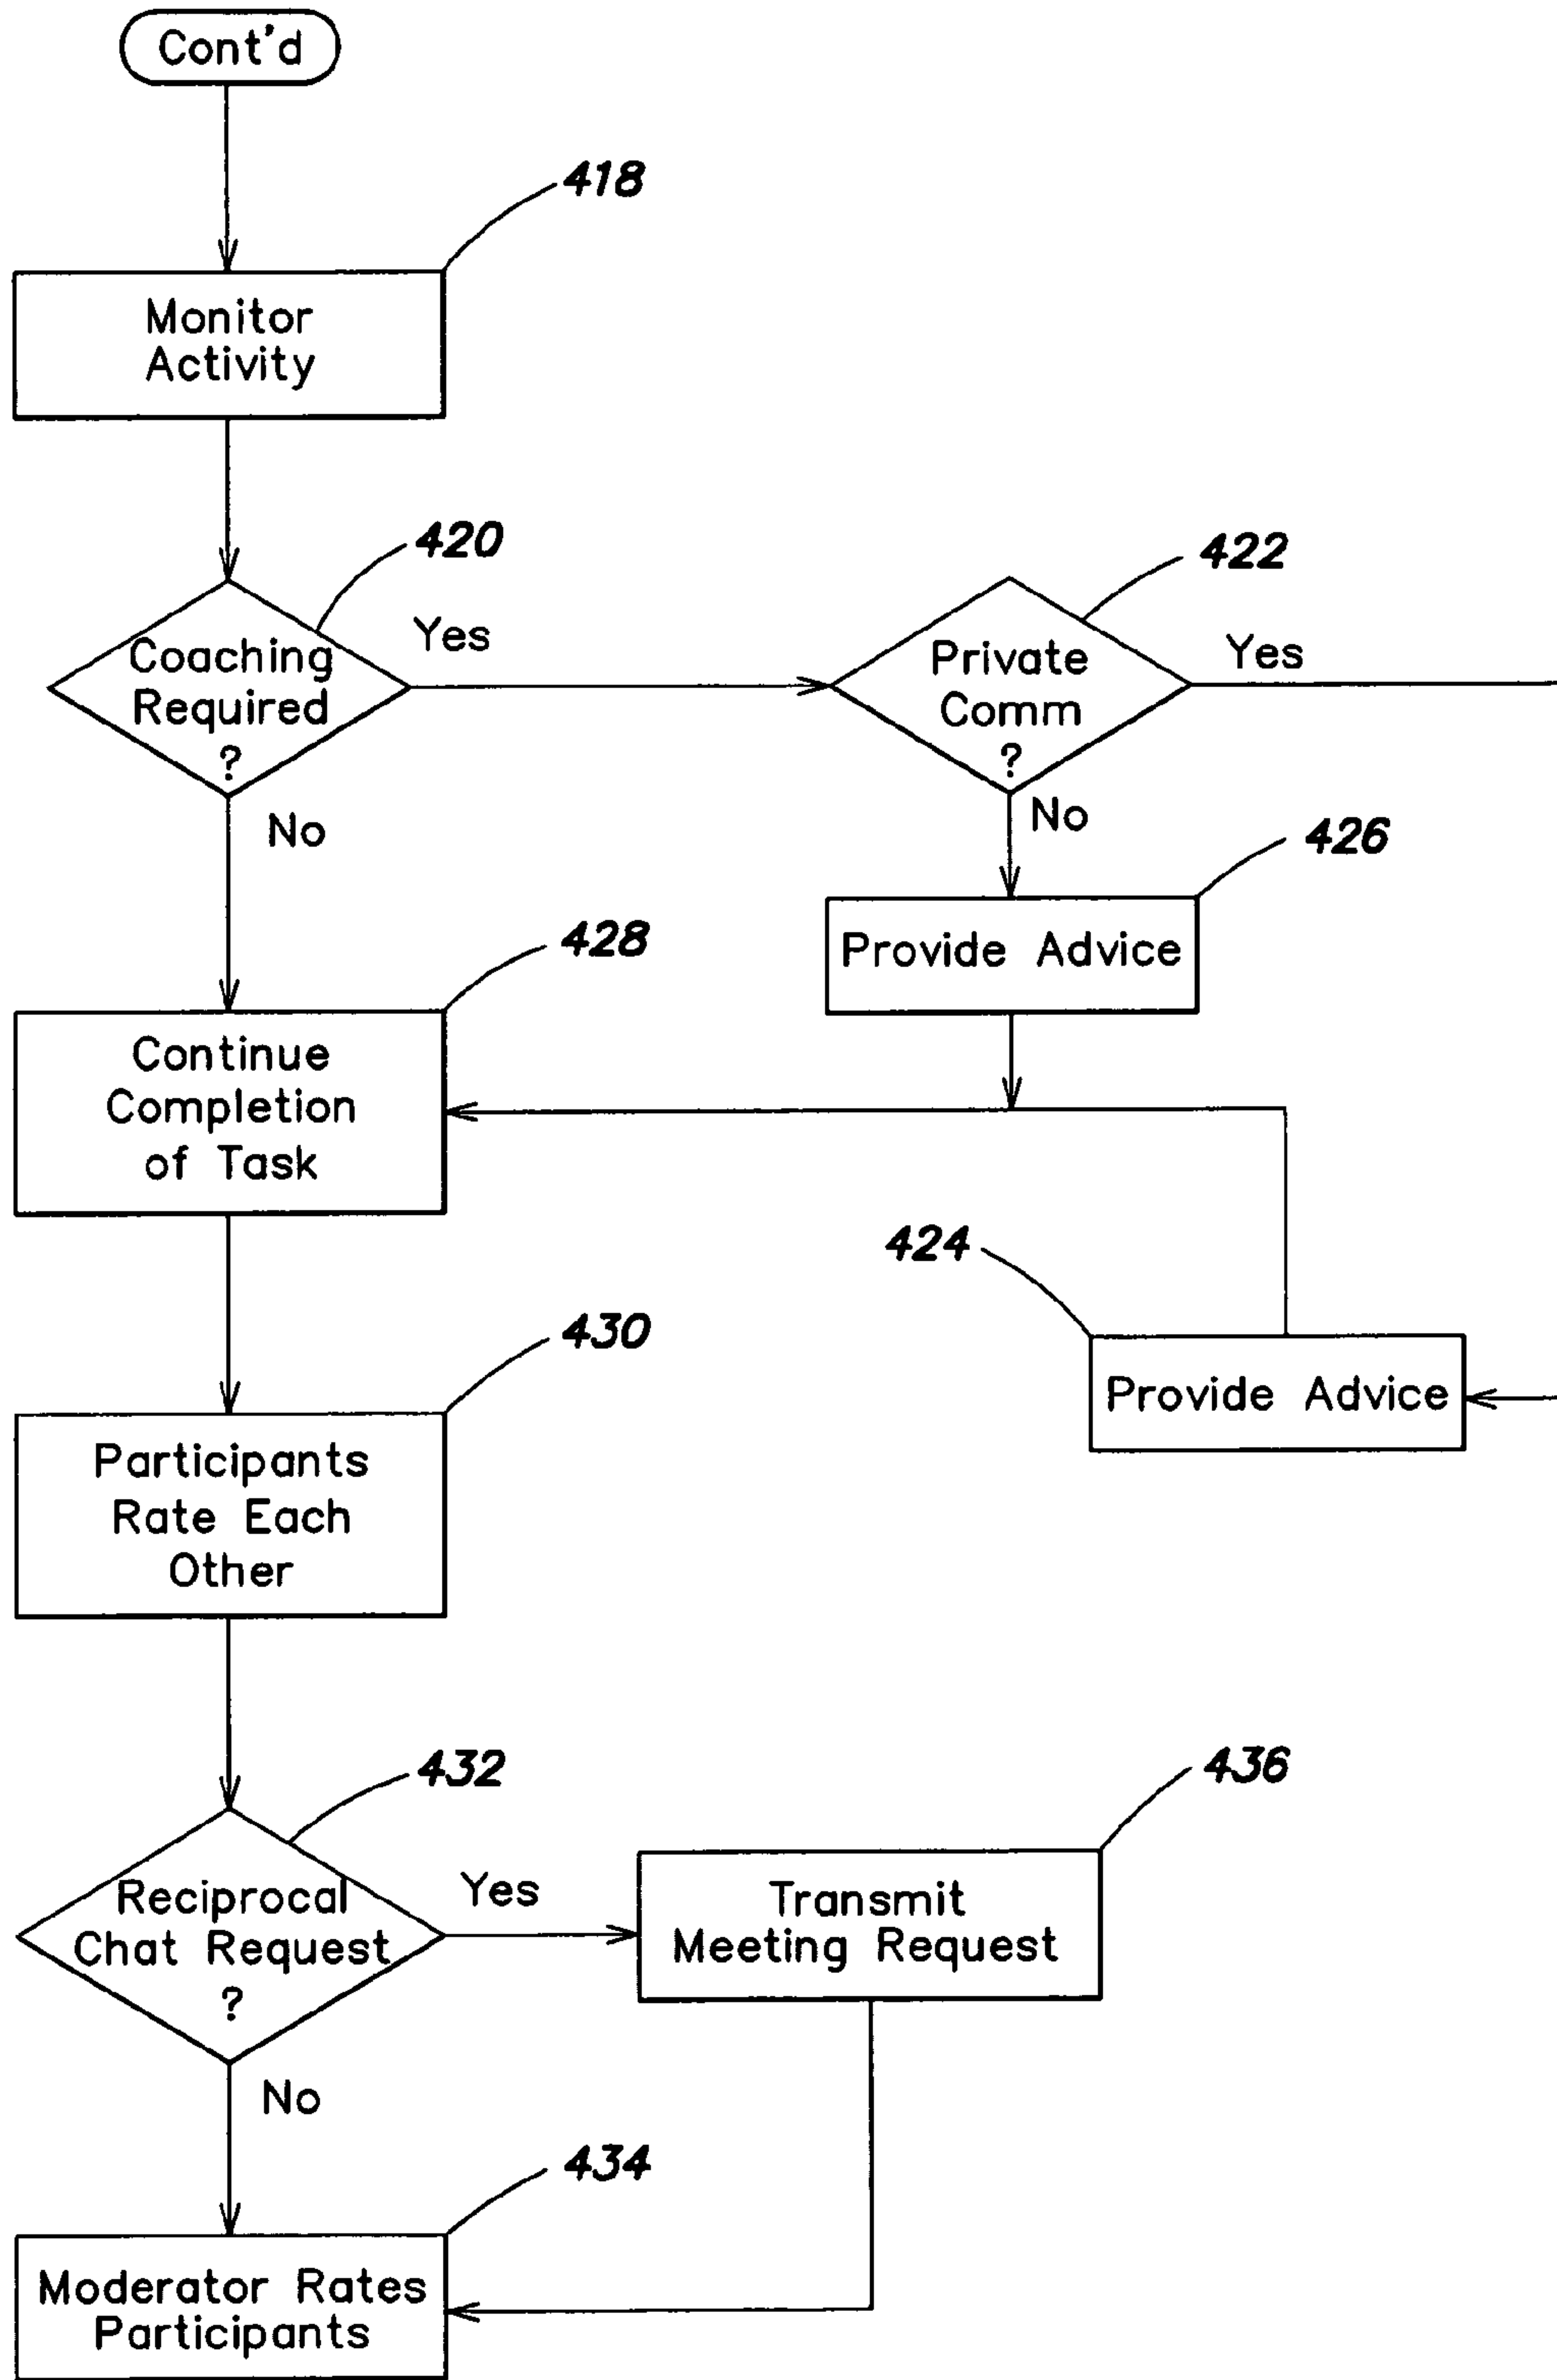 Cont'd
418
Monitor
Activity
420
Coaching
Required
?
Yes
No
422
Private
Comm
?
Yes
No
426
Provide Advice
428
Continue
Completion
of Task
424
Provide Advice
430
Participants
Rate Each
Other
432
Reciprocal
Chat Request
?
Yes
No
436
Transmit
Meeting Request
434
Moderator Rates
Participants